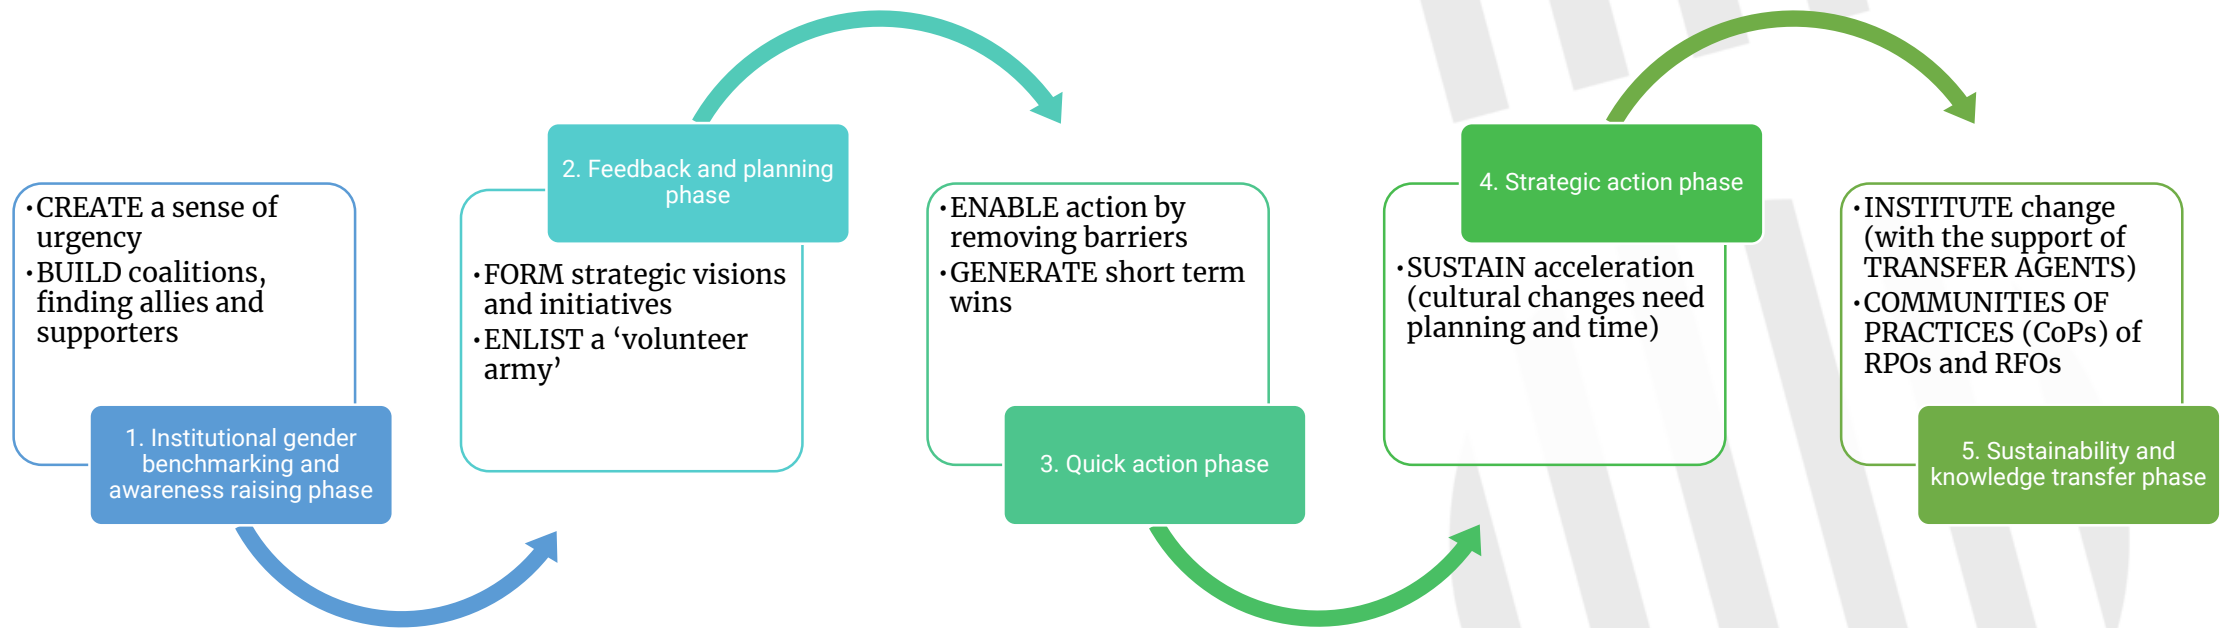 ·CREATE a sense of
urgency
·BUILD coalitions,
finding allies and
supporters
1. Institutional gender
benchmarking and
awareness raising phase
2. Feedback and planning
phase
·FORM strategic visions
and initiatives
·ENLIST a ‘volunteer
army’
·ENABLE action by
removing barriers
·GENERATE short term
wins
3. Quick action phase
4. Strategic action phase
·SUSTAIN acceleration
(cultural changes need
planning and time)
·INSTITUTE change
(with the support of
TRANSFER AGENTS)
·COMMUNITIES OF
PRACTICES (CoPs) of
RPOs and RFOs
5. Sustainability and
knowledge transfer phase